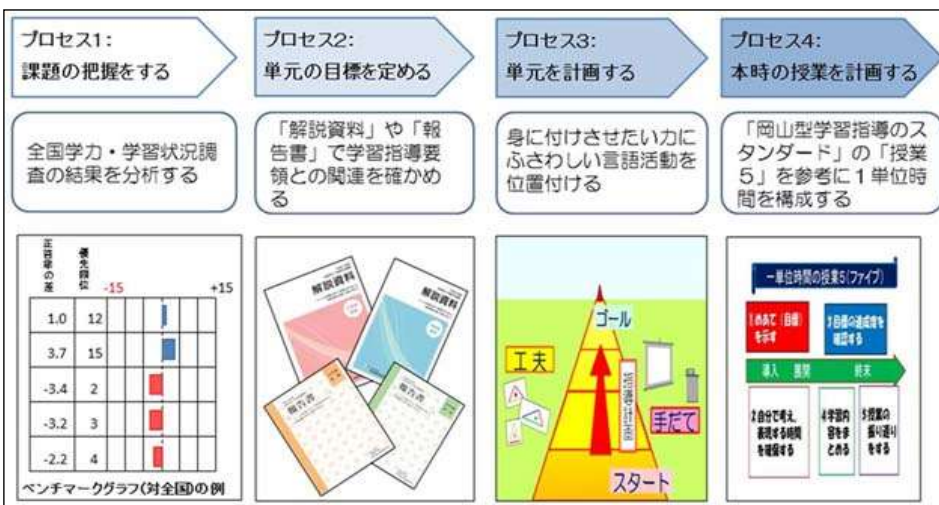 プロセス1:
課題の把握をする
プロセス2:
単元の目標を定める
プロセス3:
単元を計画する
プロセス4:
本時の授業を計画する
全国学力・学習状況調
査の結果を分析する
「解説資料」や「報
告書」で学習指導要
領との関連を確かめ
る
身に付けさせたい力に
ふさわしい言語活動を
位置付ける
「岡山型学習指導のス
タンダード」の「授業
5」を参考に1単位時
間を構成する
正答率の差
優先順位
-15
+15
1.0 12
3.7 15
-3.4 2
-3.2 3
-2.2 4
ベンチマークグラフ(対全国)の例
解説資料
解説資料
報告書
報告書
ゴール
工夫
手だて
スタート
一単位時間の授業5(ファイブ)
1めあて(目標)
を示す
3目標の達成度を
確認する
導入 展開 終末
2自分で考え、
表現する時間
を確保する
4学習内
容をま
とめる
5授業の
振り返り
をする